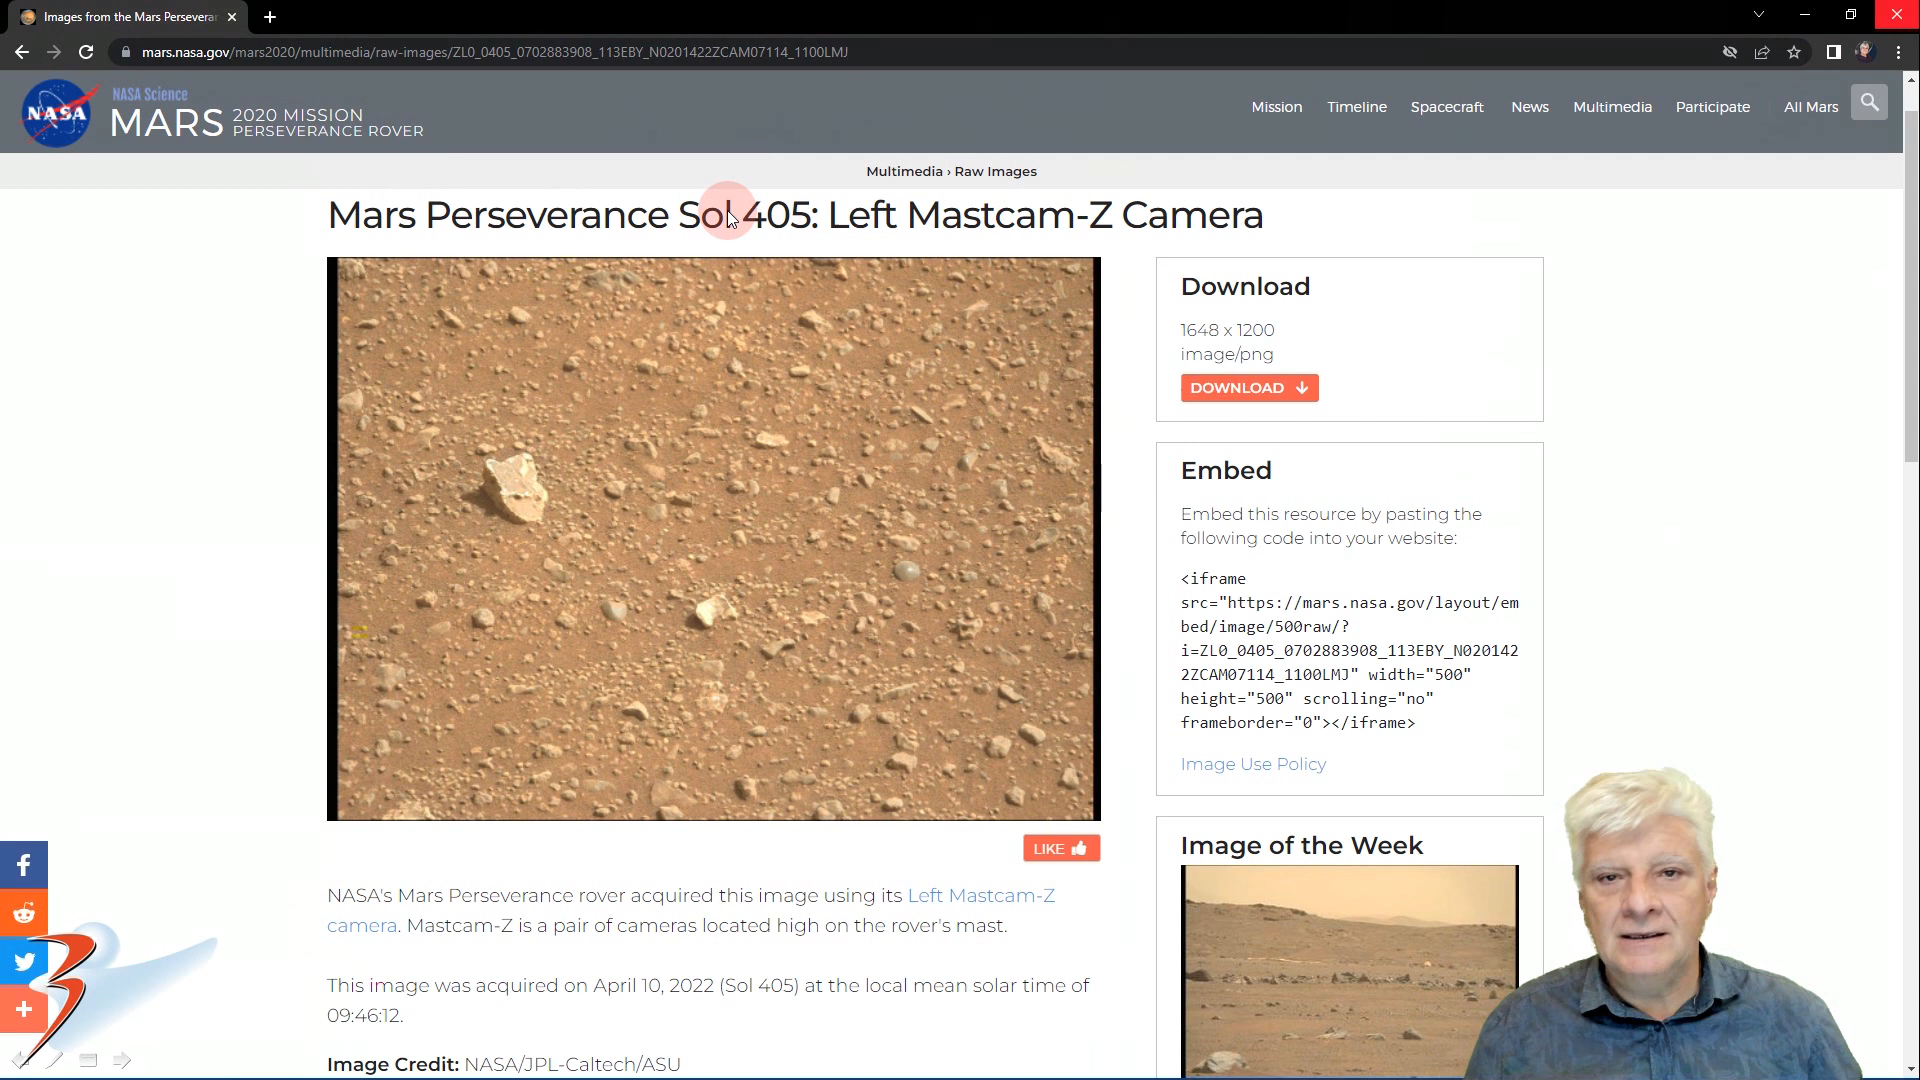 Images from the Mars Persevera
mars.nasa.gov/mars2020/multimedia/raw-images/ZL0_0405_0702883908_113EBY_N0201422ZCAM07114_1100LMJ
NASA
NASA Science
MARS 2020 MISSION
PERSEVERANCE ROVER
Mission Timeline Spacecraft News Multimedia Participate All Mars
Multimedia › Raw Images
Mars Perseverance Sol 405: Left Mastcam-Z Camera
Download
1648 x 1200
image/png
DOWNLOAD
Embed
Embed this resource by pasting the
following code into your website:
<iframe
src="https://mars.nasa.gov/layout/em
bed/image/500raw/?
i=ZL0_0405_0702883908_113EBY_N020142
2ZCAM07114_1100LMJ" width="500"
height="500" scrolling="no"
frameborder="0"></iframe>
Image Use Policy
Image of the Week
LIKE
NASA's Mars Perseverance rover acquired this image using its Left Mastcam-Z
camera. Mastcam-Z is a pair of cameras located high on the rover's mast.
This image was acquired on April 10, 2022 (Sol 405) at the local mean solar time of
09:46:12.
Image Credit: NASA/JPL-Caltech/ASU